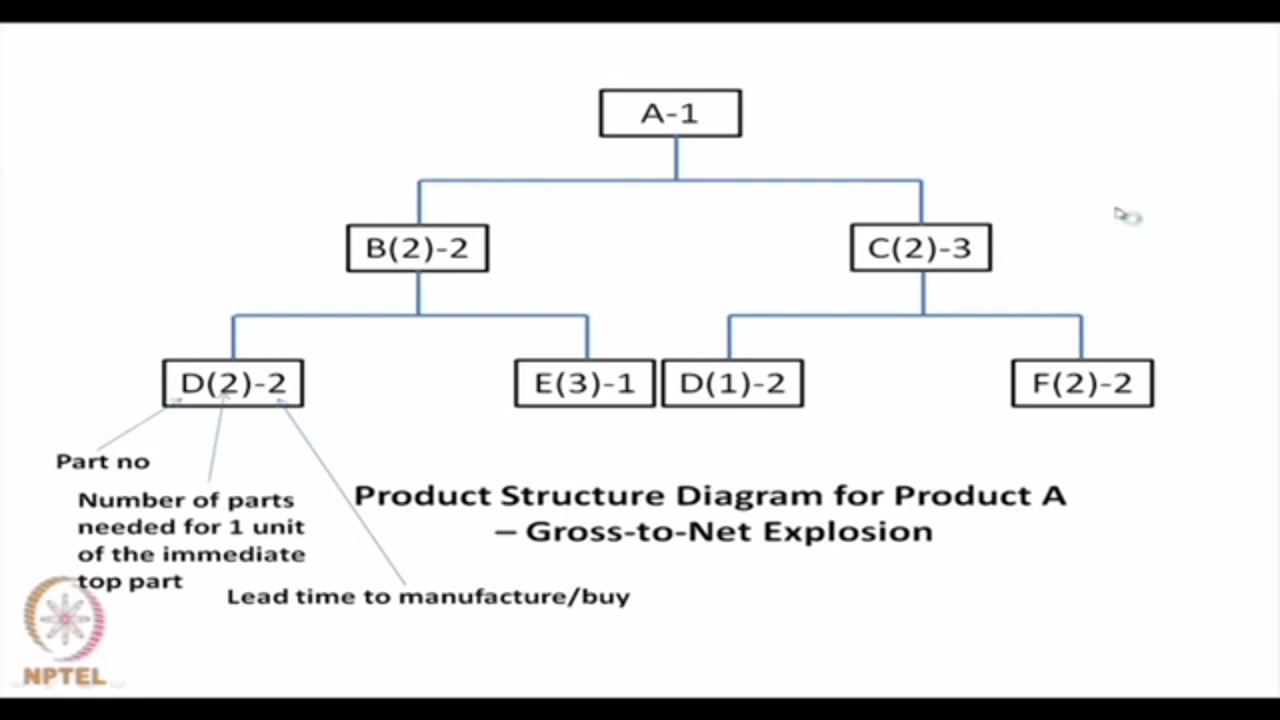 A-1
B(2)-2
C(2)-3
D(2)-2
E(3)-1
D(1)-2
F(2)-2
Part no
Number of parts
needed for 1 unit
of the immediate
top part
Lead time to manufacture/buy
Product Structure Diagram for Product A
– Gross-to-Net Explosion
NPTEL